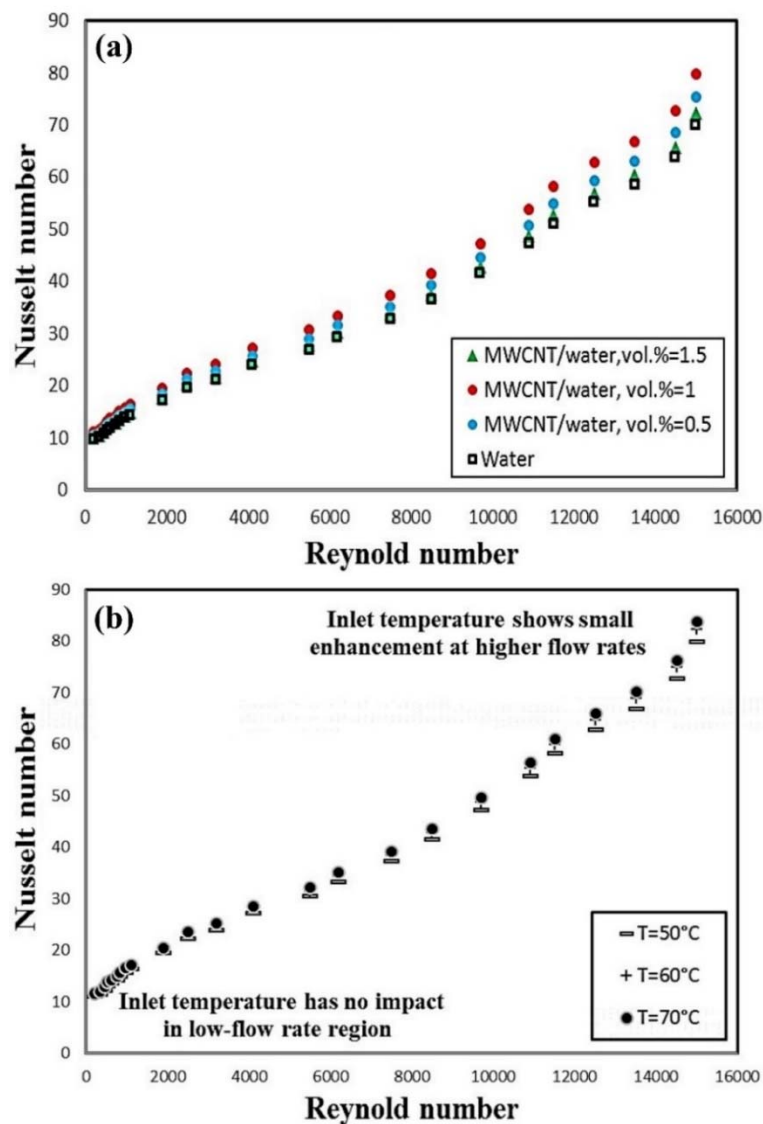 (a)
90
80
70
60
50
40
30
20
10
0
Nusselt number
MWCNT/water,vol.%=1.5
MWCNT/water, vol.%=1
MWCNT/water, vol.%=0.5
Water
0 2000 4000 6000 8000 10000 12000 14000 16000
Reynold number
(b)
90
80
70
60
50
40
30
20
10
0
Nusselt number
Inlet temperature shows small
enhancement at higher flow rates
Inlet temperature has no impact
in low-flow rate region
T=50°C
T=60°C
T=70°C
0 2000 4000 6000 8000 10000 12000 14000 16000
Reynold number